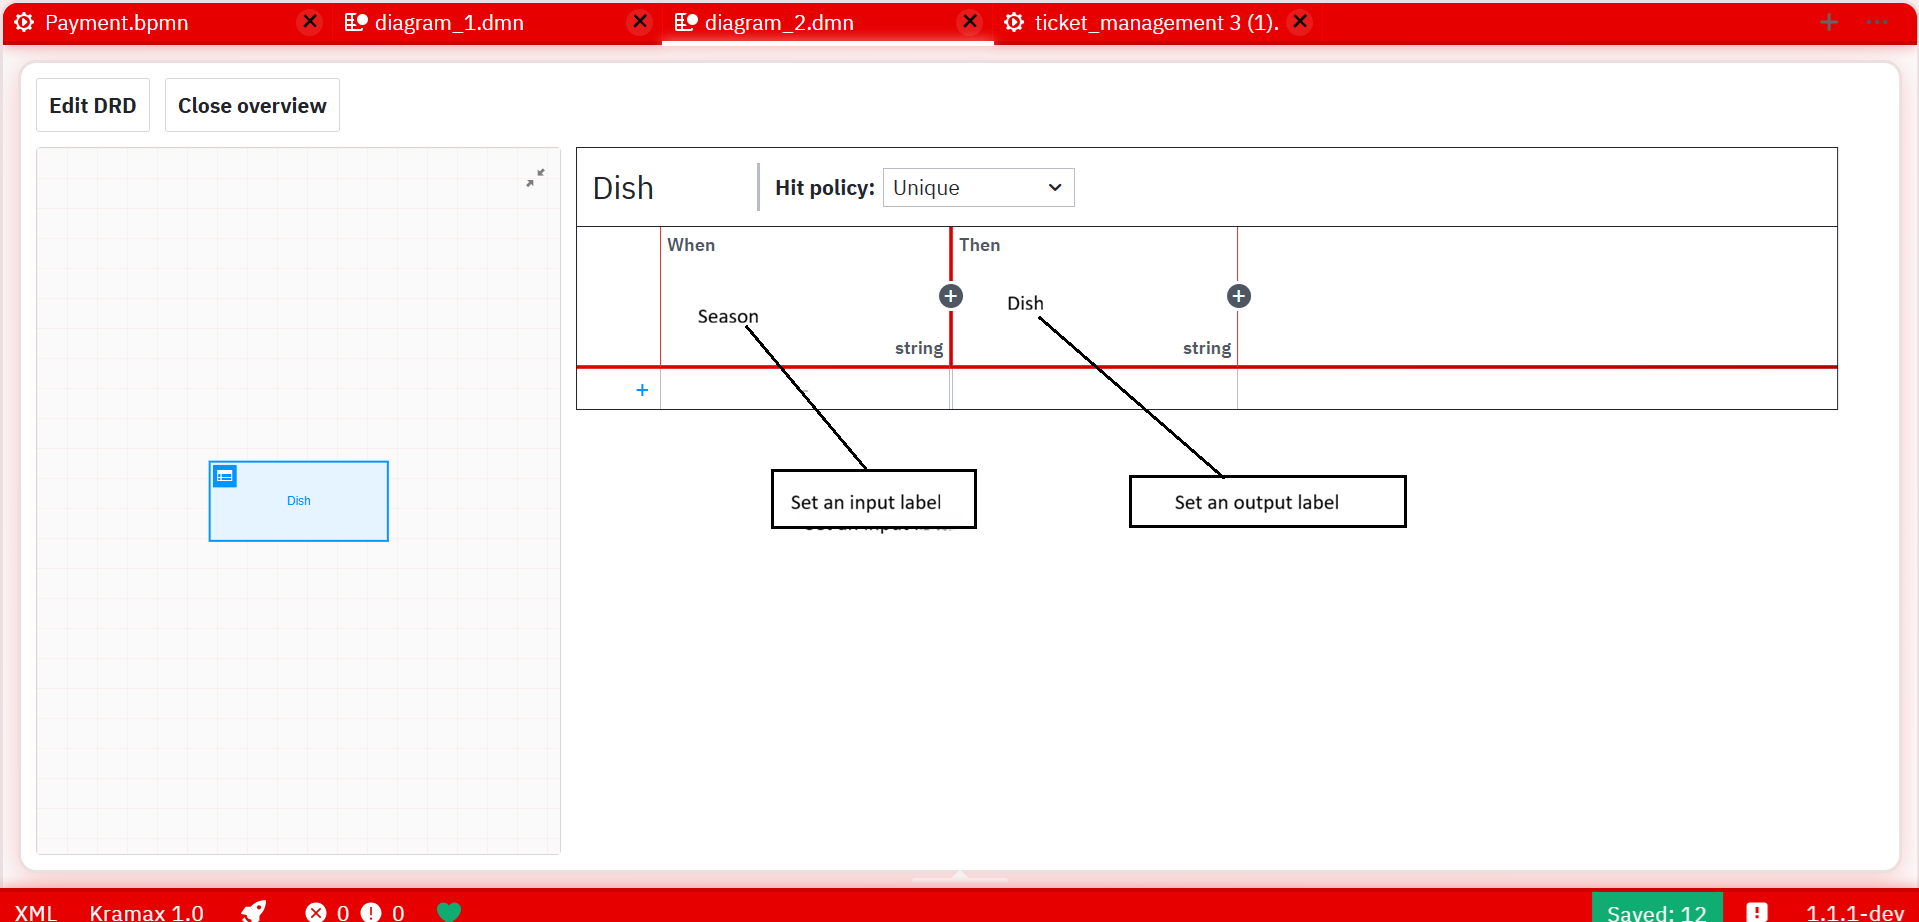 Payment.bpmn
diagram_1.dmn
diagram_2.dmn
ticket_management 3 (1).
Edit DRD
Close overview
Dish
Hit policy:
Unique
When
Then
Season
Dish
string
string
Dish
Set an input label
Set an output label
XML
Kramax 1.0
0
0
Saved: 12
1.1.1-dev